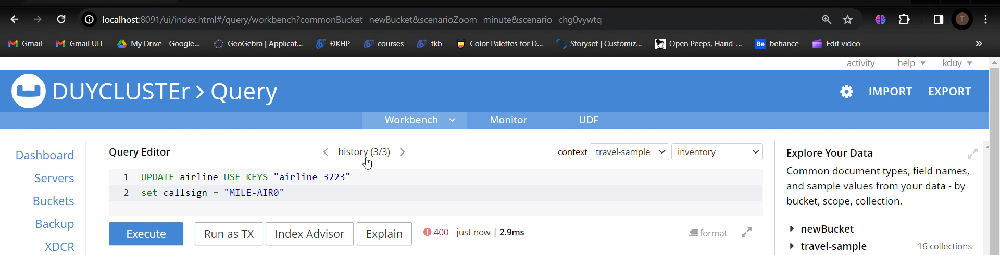 localhost:8091/ui/index.html#/query/workbench?commonBucket=newBucket&scenarioZoom=minute&scenario=chg0vywtq
T
Gmail
Gmail UIT
My Drive - Google...
GeoGebra | Applicat...
ĐKHP
courses
tkb
Color Palettes for D...
Storyset | Customiz...
Open Peeps, Hand-...
Bē behance
Edit video
»
activity help kduy
DUYCLUSTEr > Query
IMPORT EXPORT
Workbench Monitor UDF
Dashboard
Servers
Buckets
Backup
XDCR
Query Editor
history (3/3)
context travel-sample inventory
1 UPDATE airline USE KEYS "airline_3223"
2 set callsign = "MILE-AIR0"
Execute Run as TX Index Advisor Explain
400 just now | 2.9ms
format
Explore Your Data
Common document types, field names,
and sample values from your data - by
bucket, scope, collection.
newBucket
travel-sample 16 collections